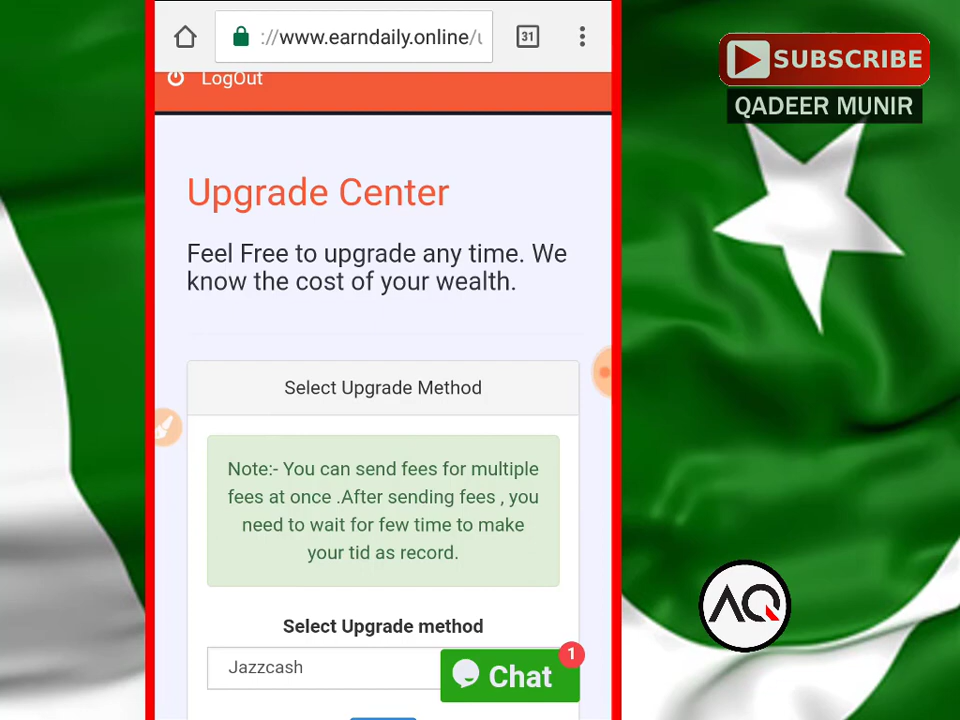 ://www.earndaily.online/u
31
SUBSCRIBE
QADEER MUNIR
LogOut
Upgrade Center
Feel Free to upgrade any time. We
know the cost of your wealth.
Select Upgrade Method
Note:- You can send fees for multiple
fees at once .After sending fees , you
need to wait for few time to make
your tid as record.
Select Upgrade method
Jazzcash
1
Chat
AQ